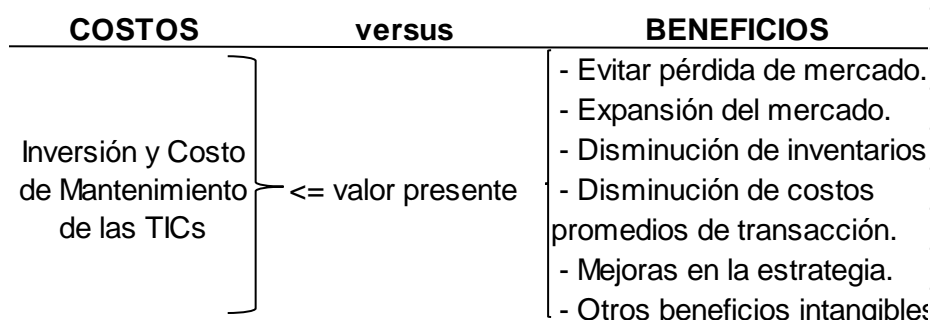 COSTOS versus BENEFICIOS
Inversión y Costo
de Mantenimiento
de las TICs
<= valor presente
- Evitar pérdida de mercado.
- Expansión del mercado.
- Disminución de inventarios
- Disminución de costos
promedios de transacción.
- Mejoras en la estrategia.
- Otros beneficios intangibles